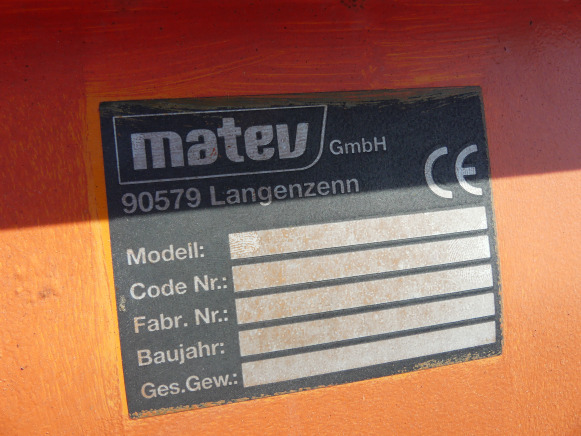 matev GmbH
90579 Langenzenn
CE
Modell:
Code Nr.:
Fabr. Nr.:
Baujahr:
Ges.Gew.: